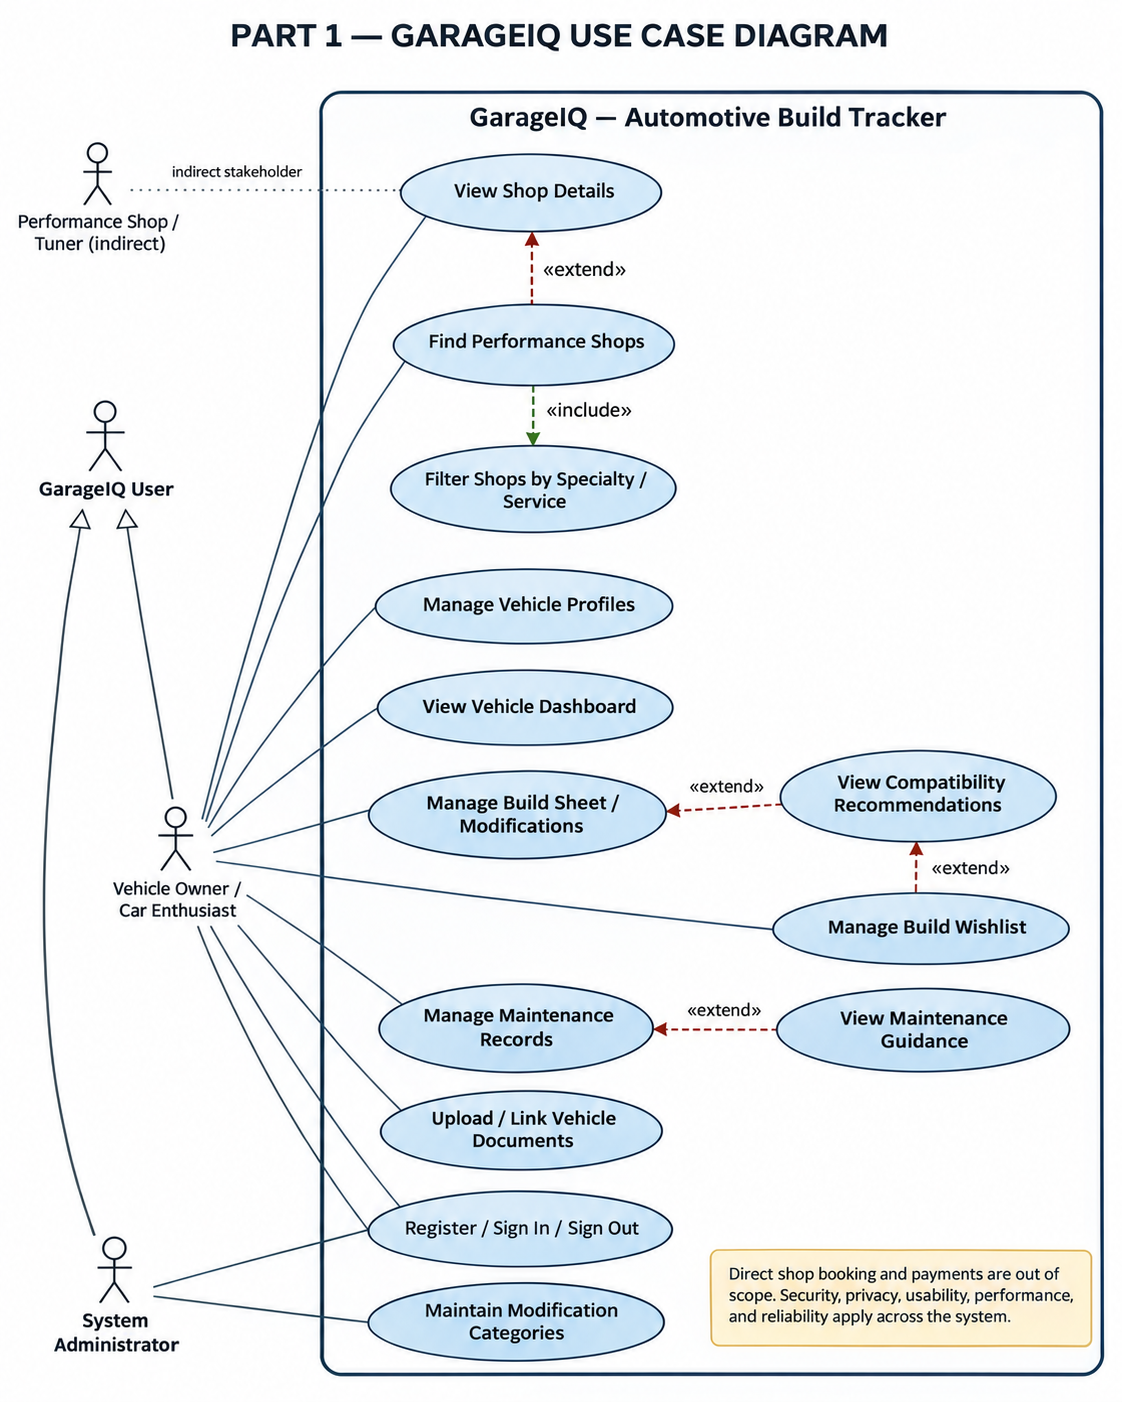 PART 1 — GARAGEIQ USE CASE DIAGRAM
GarageIQ — Automotive Build Tracker
indirect stakeholder
Performance Shop /
Tuner (indirect)
View Shop Details
«extend»
Find Performance Shops
«include»
GarageIQ User
Filter Shops by Specialty /
Service
Manage Vehicle Profiles
View Vehicle Dashboard
Manage Build Sheet /
Modifications
«extend»
View Compatibility
Recommendations
«extend»
Vehicle Owner /
Car Enthusiast
Manage Build Wishlist
Manage Maintenance
Records
«extend»
View Maintenance
Guidance
Upload / Link Vehicle
Documents
Register / Sign In / Sign Out
System
Administrator
Maintain Modification
Categories
Direct shop booking and payments are out of
scope. Security, privacy, usability, performance,
and reliability apply across the system.